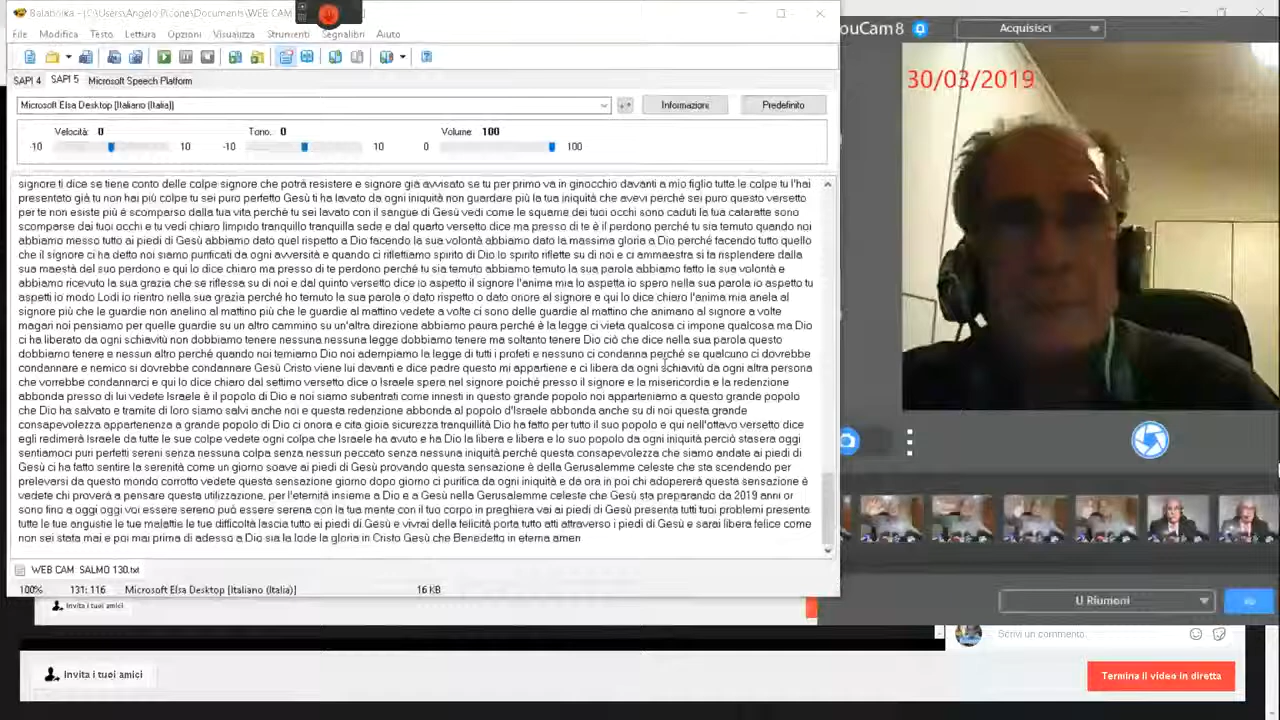 Balabolka - [C:\Users\Angelo Picone\Documents\WEB CAM
File Modifica Testo Lettura Opzioni Visualizza Strumenti Segnalibri Aiuto
SAPI 4 SAPI 5 Microsoft Speech Platform
Microsoft Elsa Desktop [Italiano (Italia)]
Informazioni
Predefinito
Velocità: 0 Tono: 0 Volume: 100
-10 10 -10 10 0 100
signore ti dice se tiene conto delle colpe signore che potrà resistere e signore già avvisato se tu per primo va in ginocchio davanti a mio figlio tutte le colpe tu l'hai
presentato già tu non hai più colpe tu sei puro perfetto Gesù ti ha lavato da ogni iniquità non guardare più la tua iniquità che avevi perché sei puro questo versetto
per te non esiste più è scomparso dalla tua vita perché tu sei lavato con il sangue di Gesù vedi come le squame dei tuoi occhi sono caduti la tua calaratte sono
scomparse dai tuoi occhi e tu vedi chiaro limpido tranquillo tranquilla sede e dal quarto versetto dice ma presso di te è il perdono perché tu sia temuto quando noi
abbiamo messo tutto ai piedi di Gesù abbiamo dato quel rispetto a Dio facendo la sua volontà abbiamo dato la massima gloria a Dio perché facendo tutto quello
che il signore ci ha detto noi siamo purificati da ogni avversità e quando ci riflettiamo spirito di Dio lo spirito riflette su di noi e ci ammaestra si ta risplendere dalla
sua maestà del suo perdono e qui lo dice chiaro ma presso di te perdono perché tu sia temuto abbiamo temuto la sua parola abbiamo fatto la sua volontà e
abbiamo ricevuto la sua grazia che se riflessa su di noi e dal quinto versetto dice io aspetto il signore l'anima mia lo aspetta io spero nella sua parola io aspetto tu
aspetti io modo Lodi io rientro nella sua grazia perché ho temuto la sua parola o dato rispetto o dato onore al signore e qui lo dice chiaro l'anima mia anela al
signore più che le guardie non anelino al mattino più che le guardie al mattino vedete a volte ci sono delle guardie al mattino che animano al signore a volte
magari noi pensiamo per quelle guardie su un altro cammino su un'altra direzione abbiamo paura perché è la legge ci vieta qualcosa ci impone qualcosa ma Dio
ci ha liberato da ogni schiavitù non dobbiamo tenere nessuna nessuna legge dobbiamo tenere ma soltanto tenere Dio ciò che dice nella sua parola questo
dobbiamo tenere e nessun altro perché quando noi temiamo Dio noi adempiamo la legge di tutti i profeti e nessuno ci condanna perché se qualcuno ci dovrebbe
condannare e nemico si dovrebbe condannare Gesù Cristo viene lui davanti e dice padre questo mi appartiene e ci libera da ogni schiavitù da ogni altra persona
che vorrebbe condannarci e qui lo dice chiaro dal settimo versetto dice o Israele spera nel signore poiché presso il signore e la misericordia e la redenzione
abbonda presso di lui vedete Israele è il popolo di Dio e noi siamo subentrati come innesti in questo grande popolo noi apparteniamo a questo grande popolo
che Dio ha salvato e tramite di loro siamo salvi anche noi e questa redenzione abbonda al popolo d'Israele abbonda anche su di noi questa grande
consapevolezza appartenenza a grande popolo di Dio ci onora e cita gioia sicurezza tranquillità Dio ha fatto per tutto il suo popolo e qui nell'ottavo versetto dice
egli redimerà Israele da tutte le sue colpe vedete ogni colpa che Israele ha avuto e ha Dio la libera e libera e lo suo popolo da ogni iniquità perciò stasera oggi
sentiamoci puri perfetti sereni senza nessuna colpa senza nessun peccato senza nessuna iniquità perché questa consapevolezza che siamo andate ai piedi di
Gesù ci ha fatto sentire la serenità come un giorno soave ai piedi di Gesù provando questa sensazione è della Gerusalemme celeste che sta scendendo per
prelevarsi da questo mondo corrotto vedete questa sensazione giorno dopo giorno ci purifica da ogni iniquità e da ora in poi chi adopererà questa sensazione è
vedete chi proverà a pensare questa utilizzazione, per l'eternità insieme a Dio e a Gesù nella Gerusalemme celeste che Gesù sta preparando da 2019 anni or
sono fino a oggi oggi voi essere sereno può essere serena con la tua mente con il tuo corpo in preghiera vai ai piedi di Gesù presenta tutti tuoi problemi presenta
tutte le tue angustie le tue malattie le tue difficoltà lascia tutto ai piedi di Gesù e vivrai della felicità porta tutto atti attraverso i piedi di Gesù e sarai libera felice come
non sei stata mai e poi mai prima di adesso a Dio sia la lode la gloria in Cristo Gesù che Benedetto in eterna amen
WEB CAM SALMO 130.txt
100% 131: 116 Microsoft Elsa Desktop [Italiano (Italia)] 16 KB
Invita i tuoi amici
Invita i tuoi amici
ouCam 8
Acquisisci
30/03/2019
U Riumoni
Scrivi un commento
Termina il video in diretta